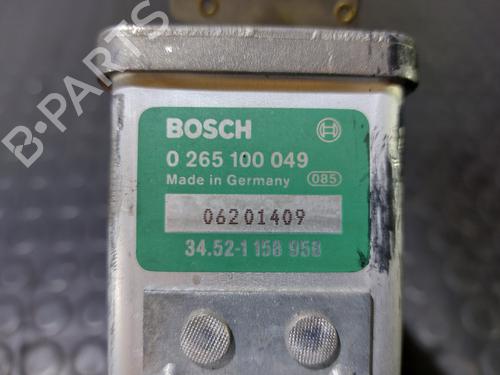 B-PARTS
BOSCH
0 265 100 049
Made in Germany 085
06201409
34.52-1 158 958